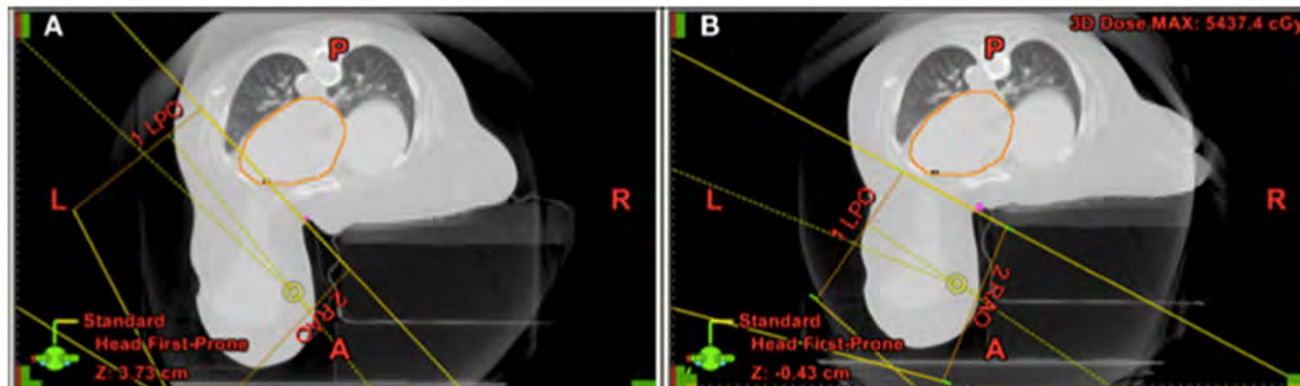 A
P
1 LPO
L
R
2 RAO
A
Standard
Head First-Prone
Z: 3.73 cm
B
3D Dose MAX: 5437.4 cGy
P
L
1 LPO
R
2 RAO
A
Standard
Head First-Prone
Z: -0.43 cm